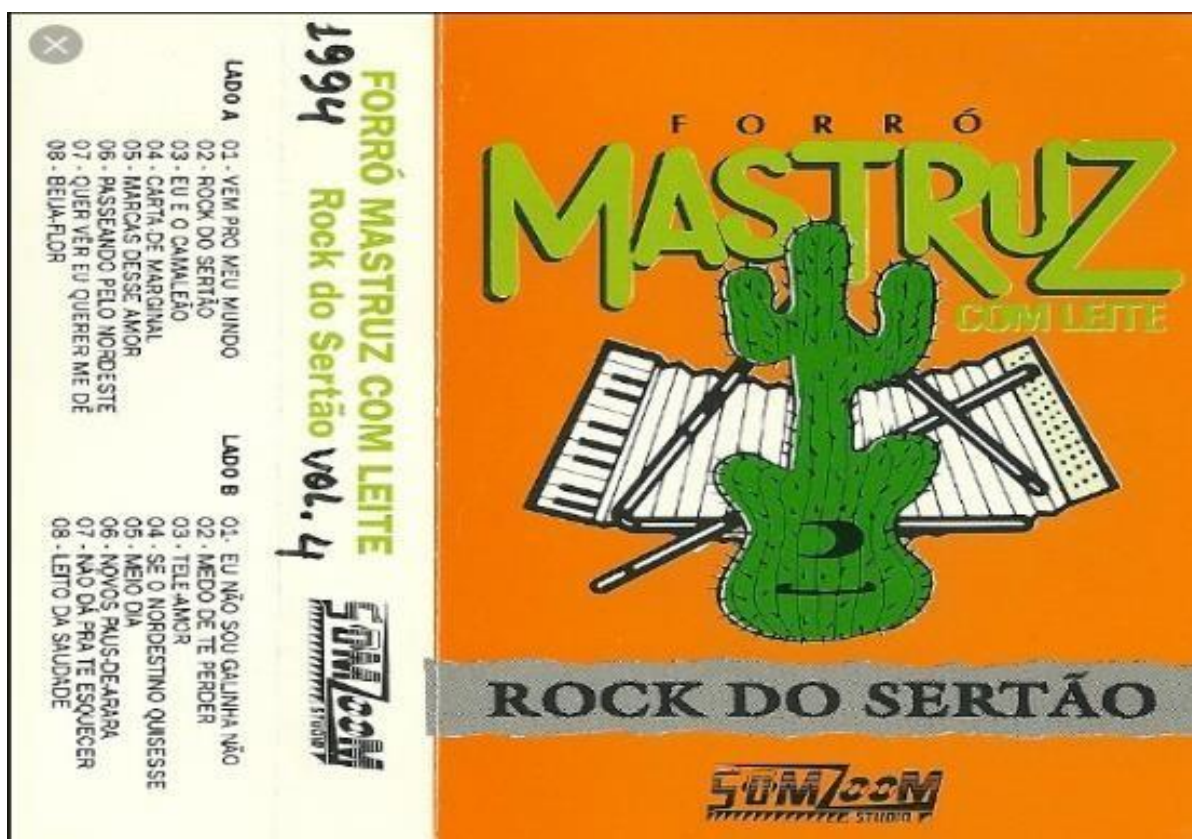 FORRÓ
MASTRUZ
COM LEITE
ROCK DO SERTÃO
SOMZOOM
STUDIO
FORRÓ MASTRUZ COM LEITE
1994 Rock do Sertão vol. 4
SOMZOOM
STUDIO
LADO A
01 - VEM PRO MEU MUNDO
02 - ROCK DO SERTÃO
03 - EU E O CAMALEÃO
04 - CARTA DE MARGINAL
05 - MARCAS DESSE AMOR
06 - PASSEANDO PELO NORDESTE
07 - QUER VÊR EU QUERER ME DÊ
08 - BEIJA-FLOR
LADO B
01 - EU NÃO SOU GALINHA NÃO
02 - MEDO DE TE PERDER
03 - TELE-AMOR
04 - SE O NORDESTINO QUISESSE
05 - MEIO DIA
06 - NOVOS PAUS-DE-ARARA
07 - NÃO DÁ PRA TE ESQUECER
08 - LEITO DA SAUDADE